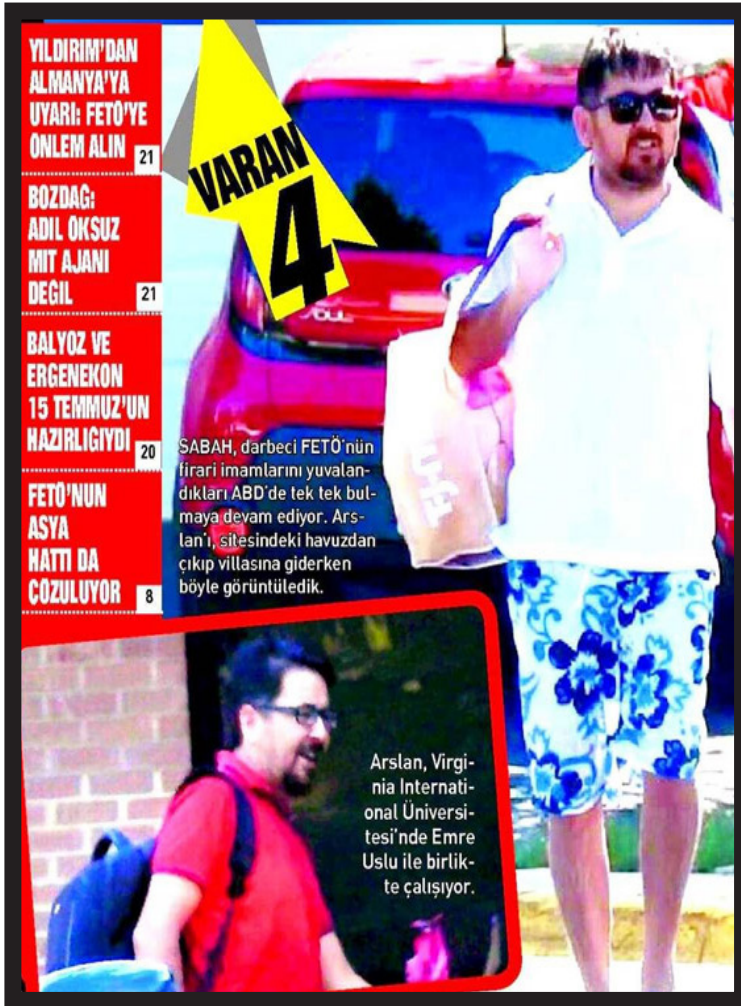 YILDIRIM'DAN
ALMANYA'YA
UYARI: FETÖ'YE
ÖNLEM ALIN 21
BOZDAĞ:
ADİL ÖKSÜZ
MİT AJANI
DEĞİL 21
BALYOZ VE
ERGENEKON
15 TEMMUZ'UN
HAZIRLIĞIYDI 20
FETÖ'NÜN
ASYA
HATTI DA
ÇÖZÜLÜYOR 8
VARAN
4
SOUL
SABAH, darbeci FETÖ'nün
firari imamlarını yuvalan-
dıkları ABD'de tek tek bul-
maya devam ediyor. Ars-
lan'ı, sitesindeki havuzdan
çıkıp villasına giderken
böyle görüntüledik.
Arslan, Virgi-
nia Internati-
onal Üniversi-
tesi'nde Emre
Uslu ile birlik-
te çalışıyor.